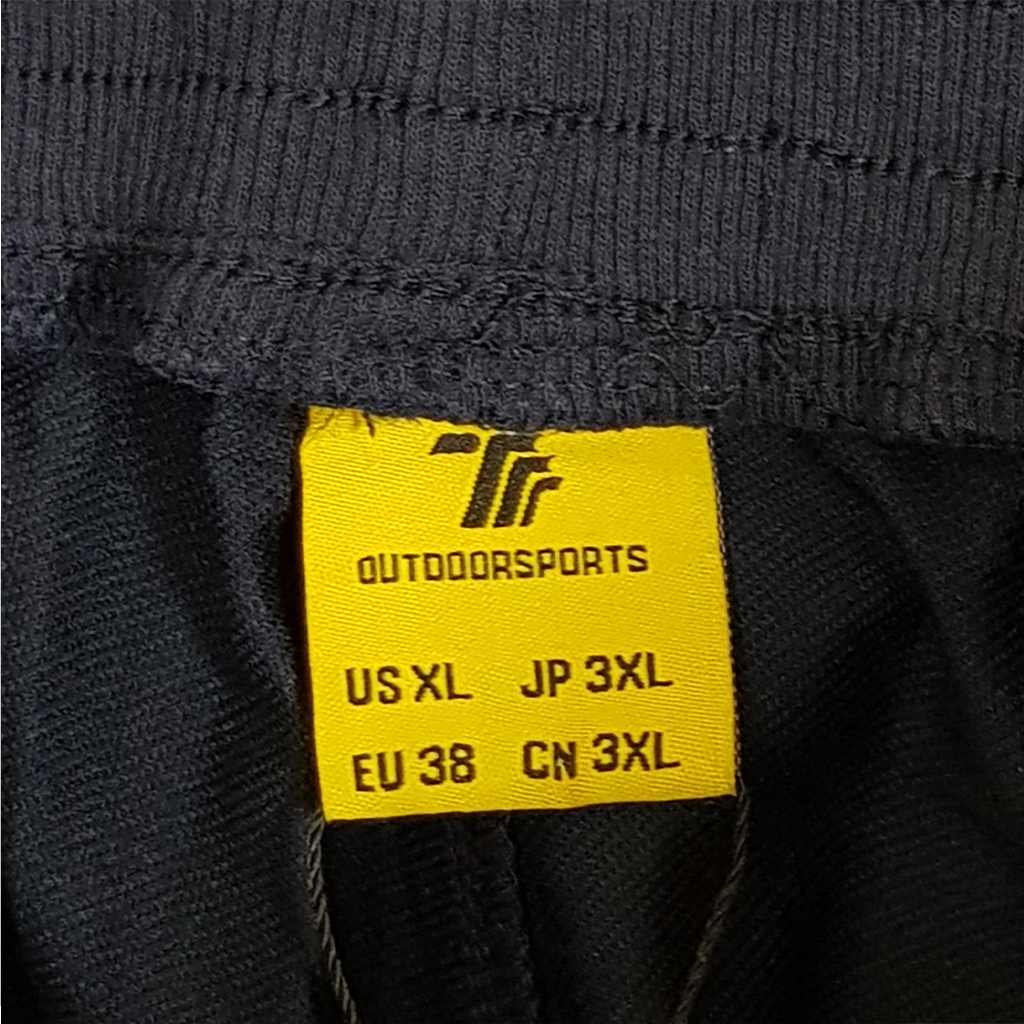 OUTDOORSPORTS
US XL JP 3XL
EU 38 CN 3XL